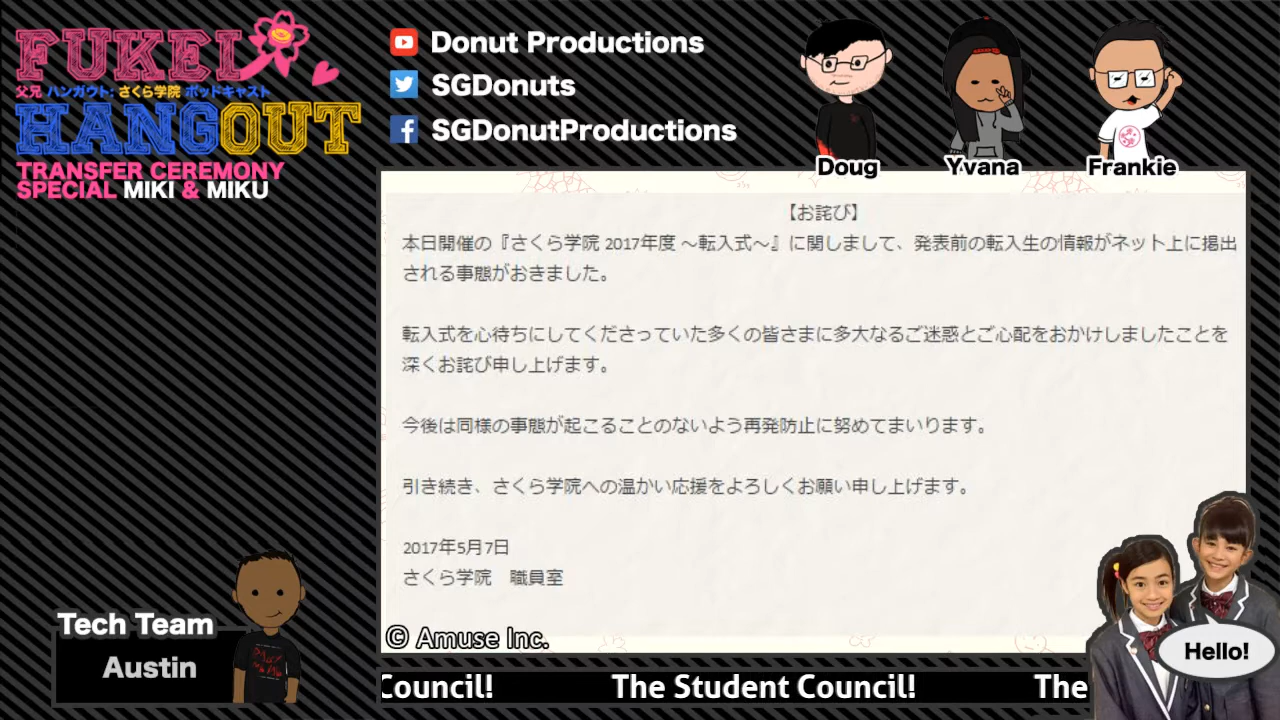 FUKEI
父兄 ハンガウト: さくら学院 ポッドキャスト
HANGOUT
TRANSFER CEREMONY
SPECIAL MIKI & MIKU
Donut Productions
SGDonuts
SGDonutProductions
Doug
Yvana
Frankie
【お詫び】
本日開催の『さくら学院 2017年度 ～転入式～』に関しまして、発表前の転入生の情報がネット上に掲出
される事態がおきました。
転入式を心待ちにしてくださっていた多くの皆さまに多大なるご迷惑とご心配をおかけしましたことを
深くお詫び申し上げます。
今後は同様の事態が起こることのないよう再発防止に努めてまいります。
引き続き、さくら学院への温かい応援をよろしくお願い申し上げます。
2017年5月7日
さくら学院　職員室
© Amuse Inc.
Tech Team
Austin
Hello!
Council! The Student Council! The